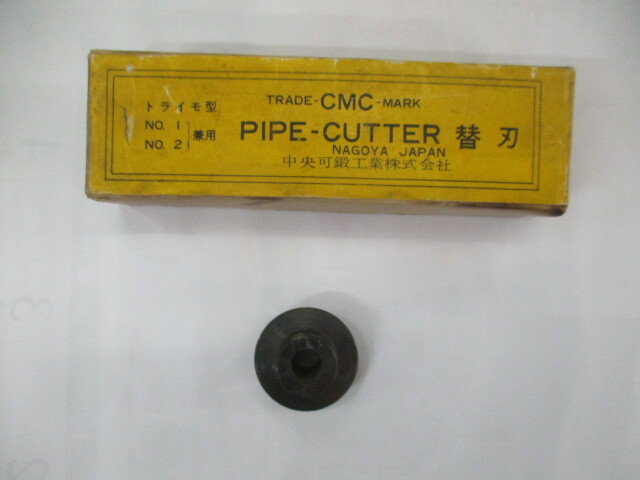 トライモ型
NO. 1
NO. 2
兼用
TRADE-CMC-MARK
PIPE-CUTTER 替刃
NAGOYA JAPAN
中央可鍛工業株式会社